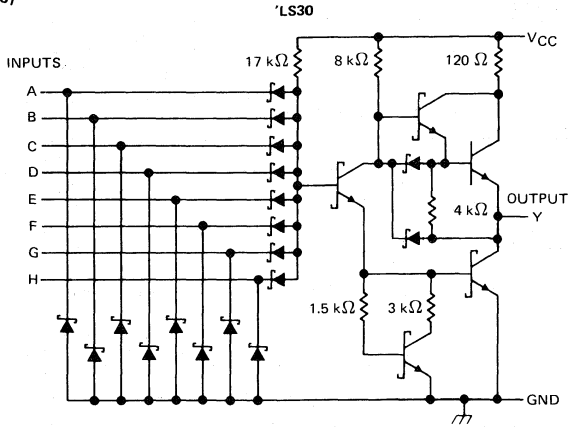 'LS30
VCC
INPUTS
17 kΩ
8 kΩ
120 Ω
A
B
C
D
E
F
G
H
OUTPUT
Y
4 kΩ
1.5 kΩ
3 kΩ
GND